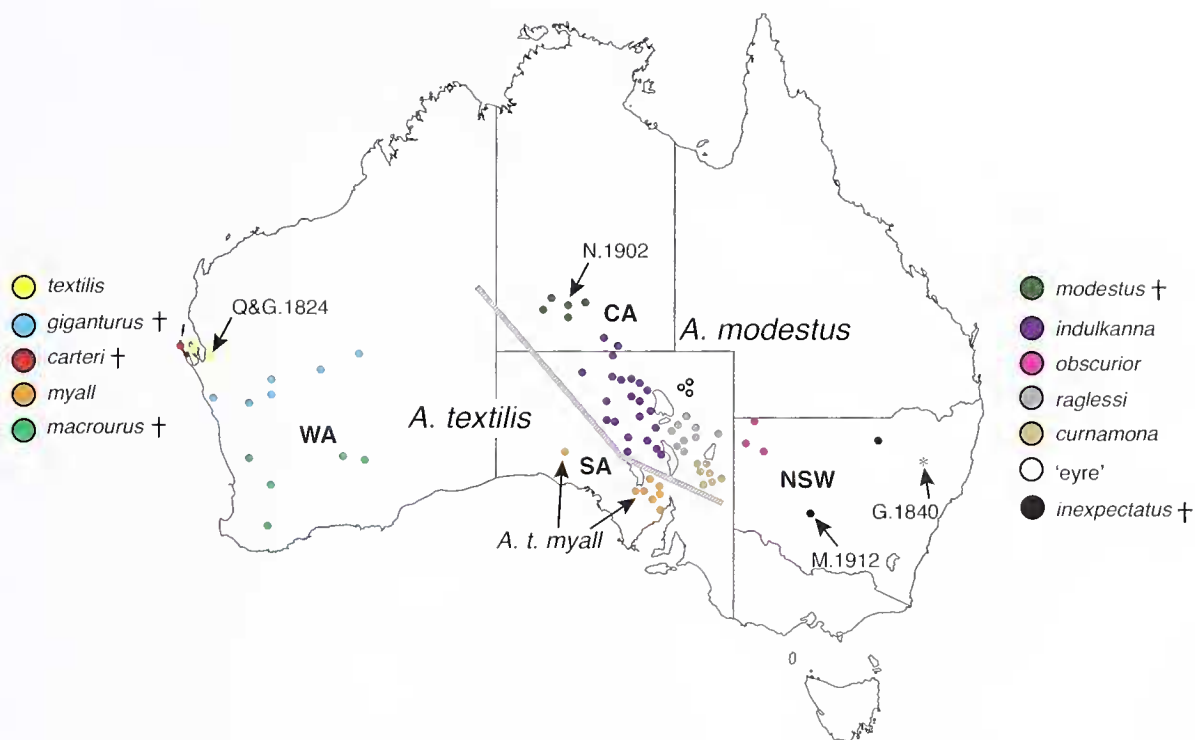 N.1902
textilis
Q&G.1824
giganturus †
carteri †
myall
macrourus †
CA
A. modestus
A. textilis
WA
SA
A. t. myall
NSW
G.1840
M.1912
modestus †
indulkanna
obscurior
raglessi
curnamona
'eyre'
inexpectatus †